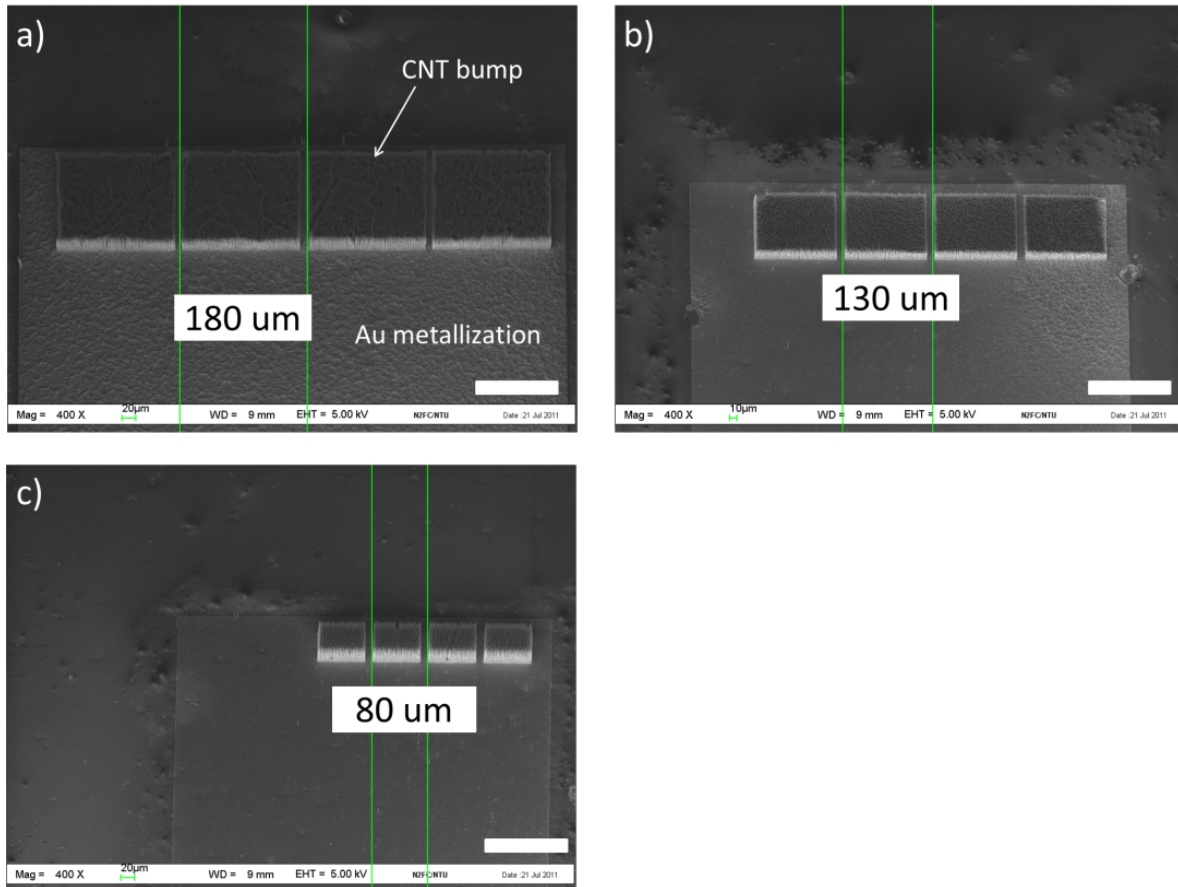 a)
CNT bump
180 um
Au metallization
Mag = 400 X 20µm WD = 9 mm EHT = 5.00 kV N2FC/NTU Date :21 Jul 2011
b)
130 um
Mag = 400 X 10µm WD = 9 mm EHT = 5.00 kV N2FC/NTU Date :21 Jul 2011
c)
80 um
Mag = 400 X 20µm WD = 9 mm EHT = 5.00 kV N2FC/NTU Date :21 Jul 2011